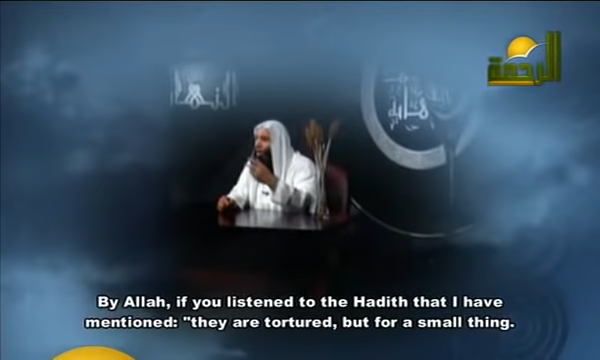 الرحمة
By Allah, if you listened to the Hadith that I have
mentioned: "they are tortured, but for a small thing.